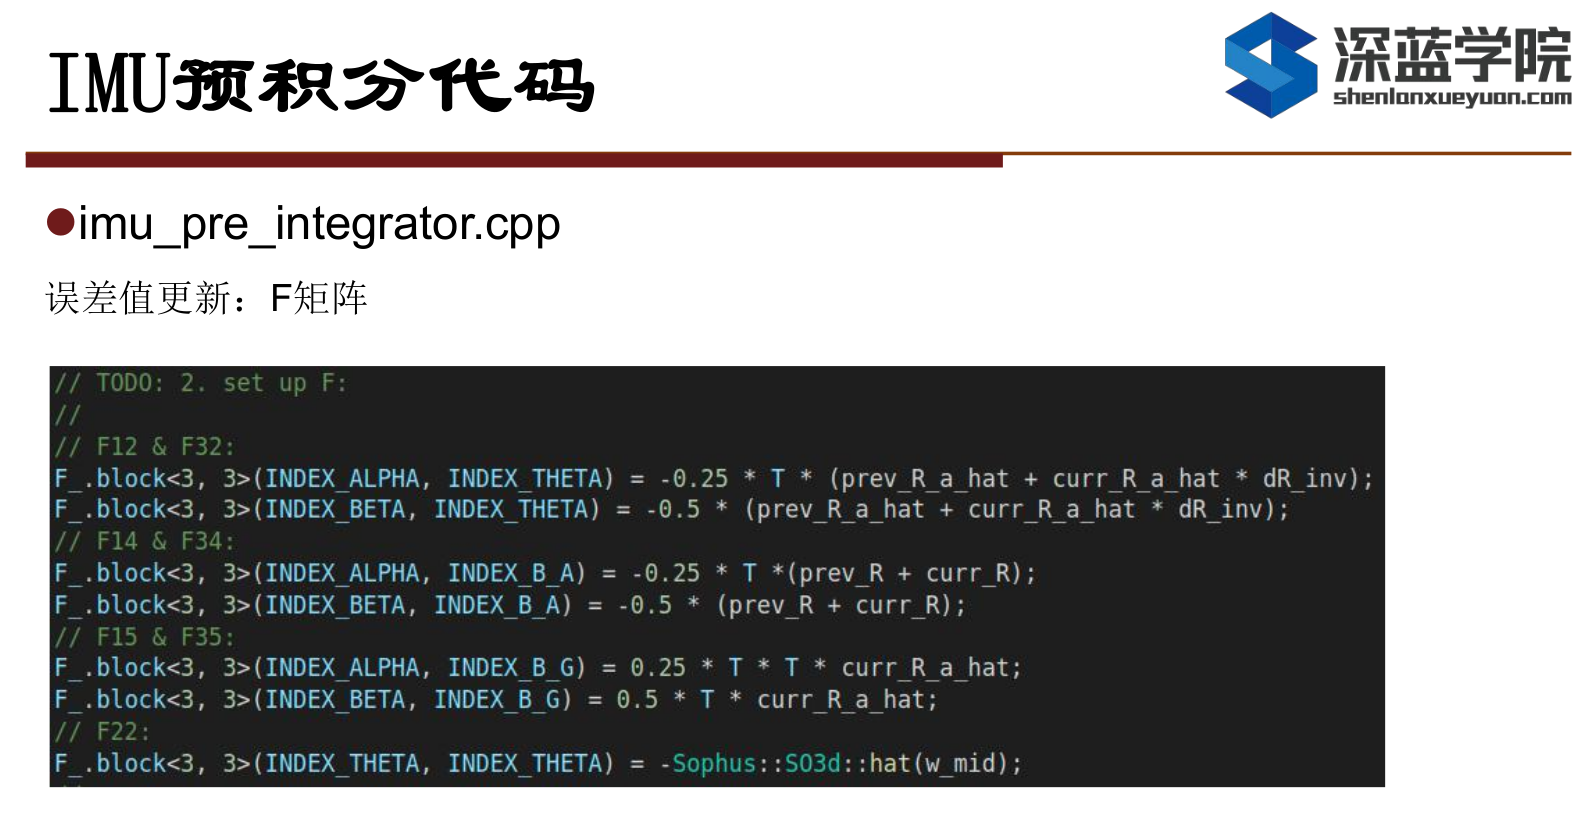 IMU预积分代码
深蓝学院
shenlanxueyuan.com
imu_pre_integrator.cpp
误差值更新：F矩阵
// TODO: 2. set up F:
//
// F12 & F32:
F_.block<3, 3>(INDEX_ALPHA, INDEX_THETA) = -0.25 * T * (prev_R_a_hat + curr_R_a_hat * dR_inv);
F_.block<3, 3>(INDEX_BETA, INDEX_THETA) = -0.5 * (prev_R_a_hat + curr_R_a_hat * dR_inv);
// F14 & F34:
F_.block<3, 3>(INDEX_ALPHA, INDEX_B_A) = -0.25 * T *(prev_R + curr_R);
F_.block<3, 3>(INDEX_BETA, INDEX_B_A) = -0.5 * (prev_R + curr_R);
// F15 & F35:
F_.block<3, 3>(INDEX_ALPHA, INDEX_B_G) = 0.25 * T * T * curr_R_a_hat;
F_.block<3, 3>(INDEX_BETA, INDEX_B_G) = 0.5 * T * curr_R_a_hat;
// F22:
F_.block<3, 3>(INDEX_THETA, INDEX_THETA) = -Sophus::SO3d::hat(w_mid);